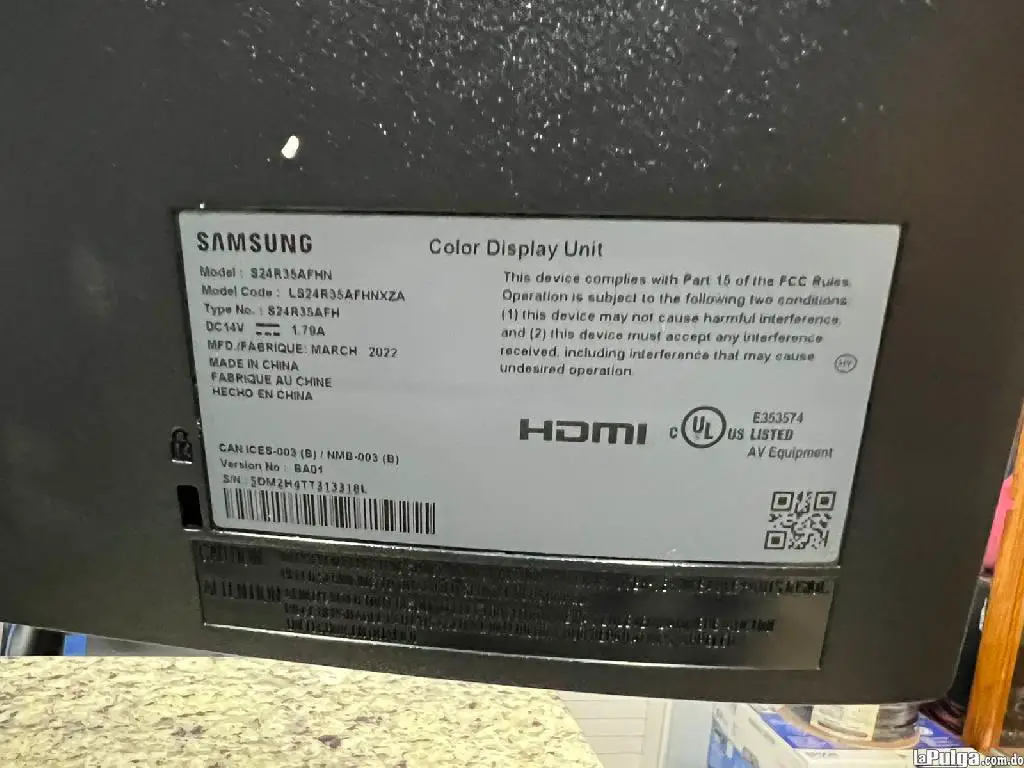 SAMSUNG
Color Display Unit
Model : S24R35AFHN
Model Code : LS24R35AFHNXZA
Type No. : S24R35AFH
DC14V 1.79A
MFD./FABRIQUE: MARCH 2022
MADE IN CHINA
FABRIQUE AU CHINE
HECHO EN CHINA
This device complies with Part 15 of the FCC Rules.
Operation is subject to the following two conditions:
(1) this device may not cause harmful interference,
and (2) this device must accept any interference
received, including interference that may cause
undesired operation.
HY
HDMI
C UL US LISTED
E353574
AV Equipment
CAN ICES-003 (B) / NMB-003 (B)
Version No : BA01
S/N :
CAUTION
ATTENTION
laPulga.com.do